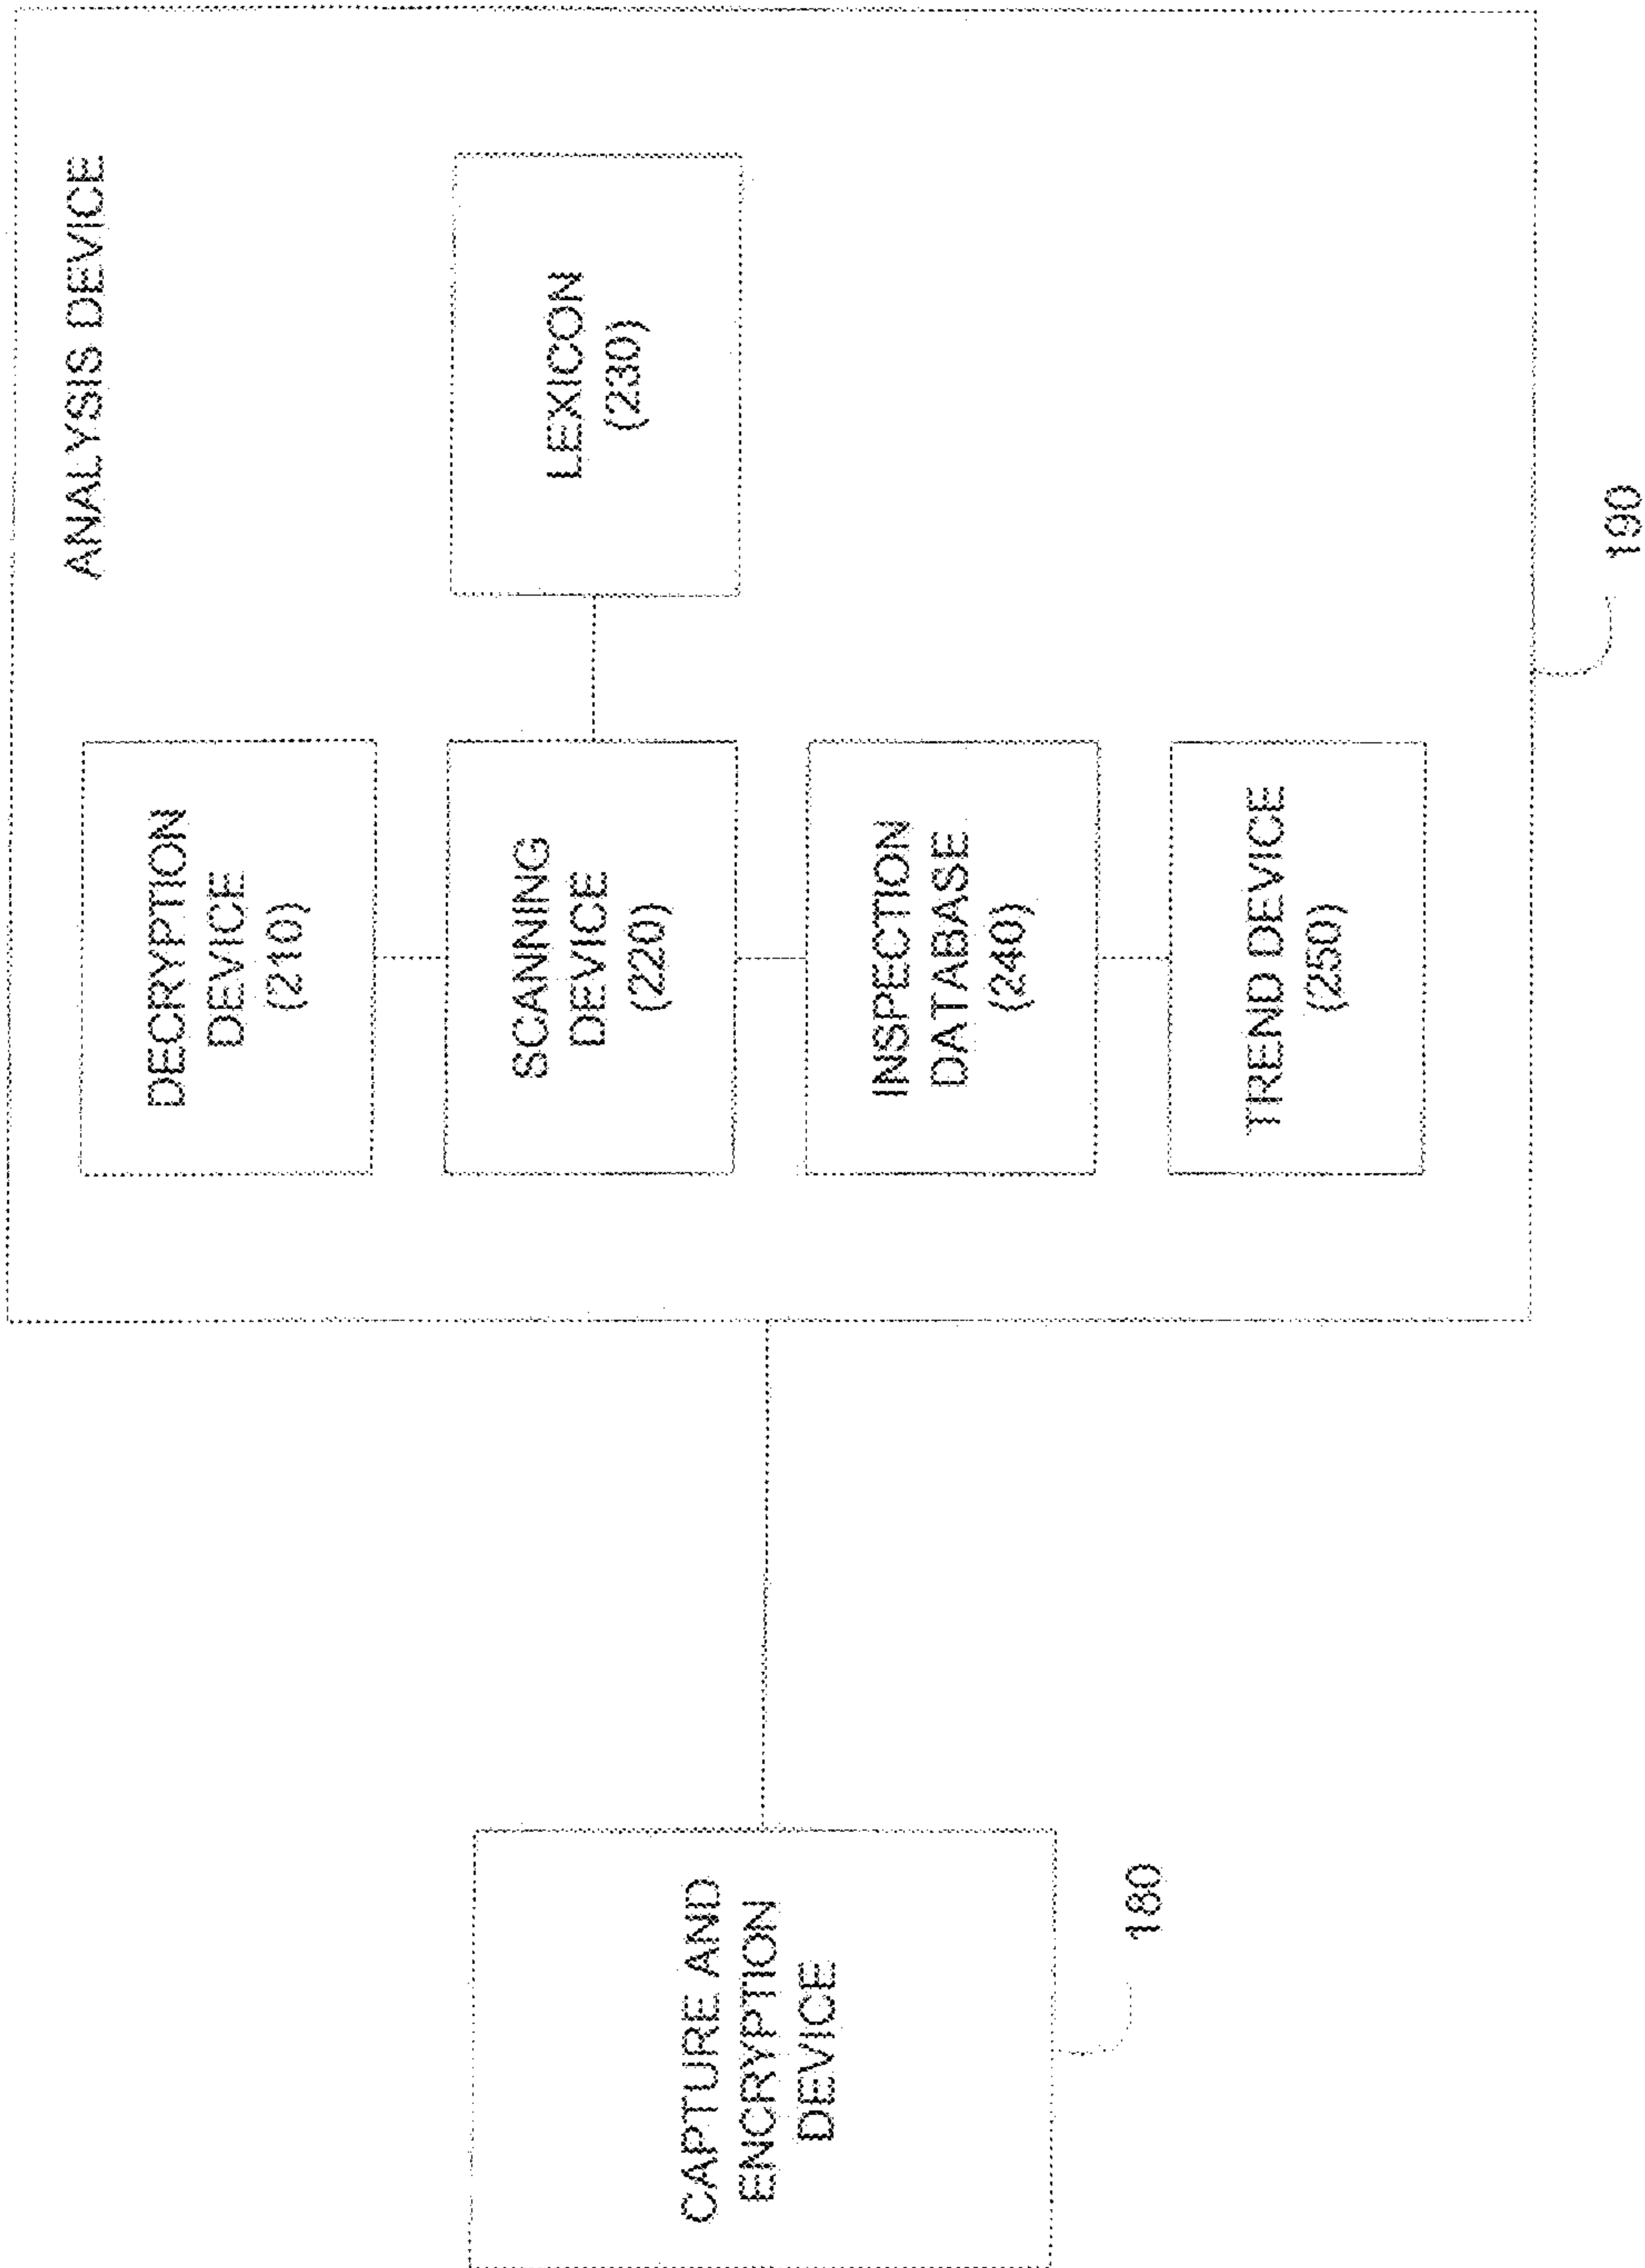 CAPTURE AND
ENCRYPTION
DEVICE
180
ANALYSIS DEVICE
DECRYPTION
DEVICE
(210)
SCANNING
DEVICE
(220)
LEXICON
(230)
INSPECTION
DATABASE
(240)
TREND DEVICE
(250)
190